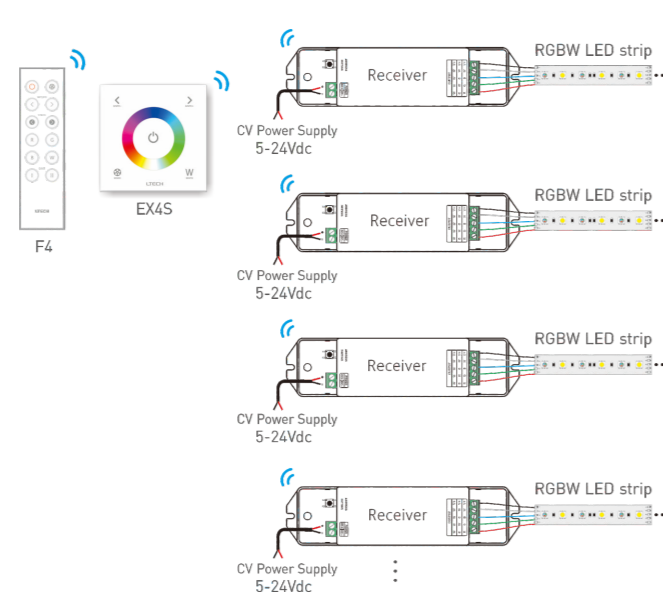 RGBW LED strip
Receiver
CV Power Supply
5-24Vdc
LTECH
W
EX4S
F4
RGBW LED strip
Receiver
CV Power Supply
5-24Vdc
RGBW LED strip
Receiver
CV Power Supply
5-24Vdc
RGBW LED strip
Receiver
CV Power Supply
5-24Vdc